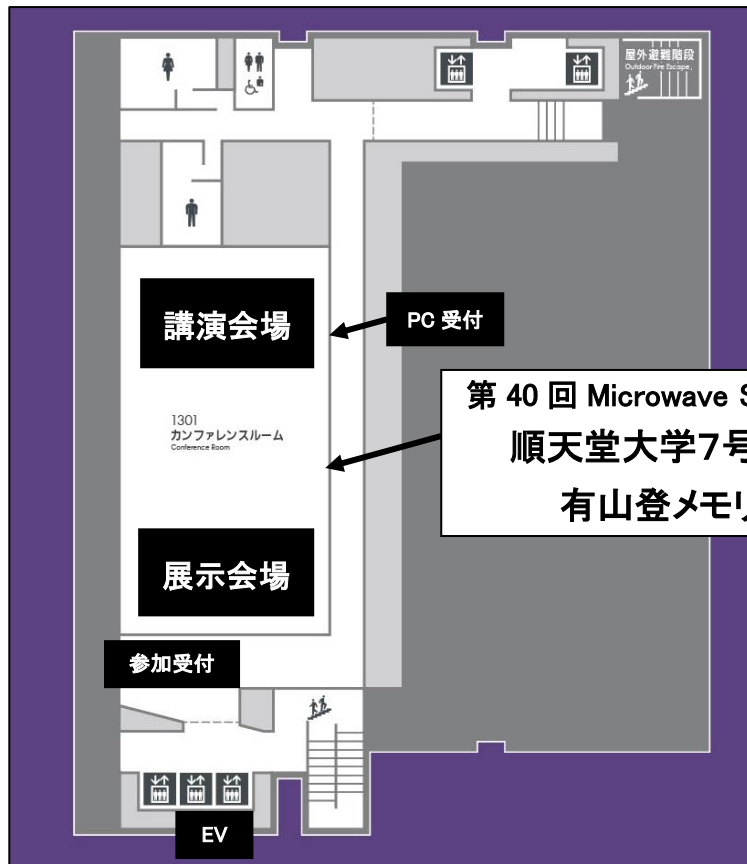 屋外避難階段
Outdoor Fire Escape.
講演会場
PC 受付
第 40 回 Microwave
順天堂大学7号
有山登メモリ
1301
カンファレンスルーム
Conference Room
展示会場
参加受付
EV